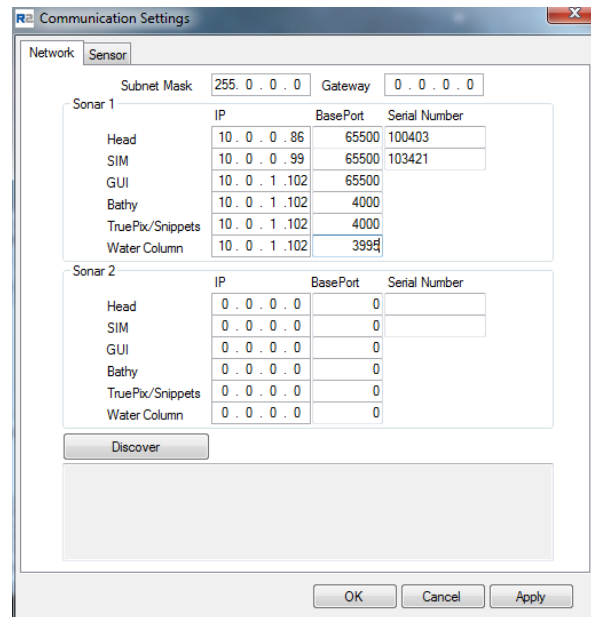 R2 Communication Settings
Network Sensor
Subnet Mask 255. 0 . 0 . 0 Gateway 0 . 0 . 0 . 0
Sonar 1
IP BasePort Serial Number
Head 10 . 0 . 0 . 86 65500 100403
SIM 10 . 0 . 0 . 99 65500 103421
GUI 10 . 0 . 1 .102 65500
Bathy 10 . 0 . 1 .102 4000
TruePix/Snippets 10 . 0 . 1 .102 4000
Water Column 10 . 0 . 1 .102 3995
Sonar 2
IP BasePort Serial Number
Head 0 . 0 . 0 . 0 0
SIM 0 . 0 . 0 . 0 0
GUI 0 . 0 . 0 . 0 0
Bathy 0 . 0 . 0 . 0 0
TruePix/Snippets 0 . 0 . 0 . 0 0
Water Column 0 . 0 . 0 . 0 0
Discover
OK Cancel Apply